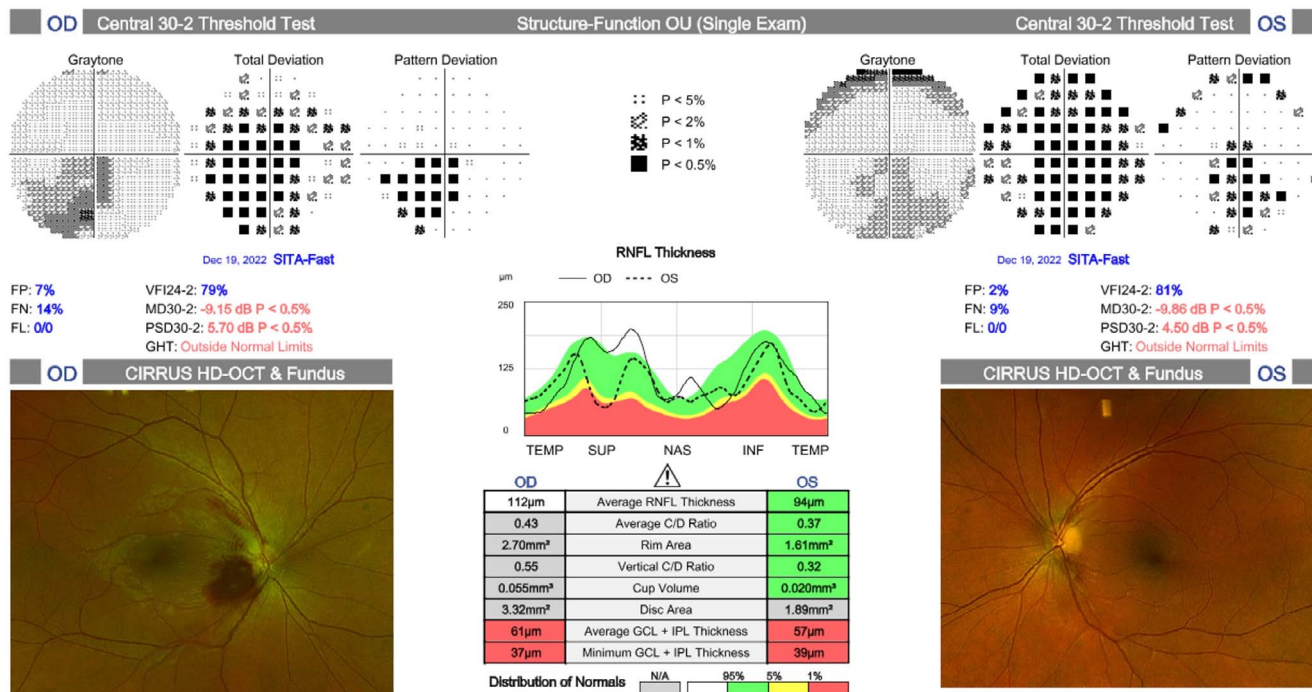 OD Central 30-2 Threshold Test Structure-Function OU (Single Exam) Central 30-2 Threshold Test OS
Graytone Total Deviation Pattern Deviation
P < 5%
P < 2%
P < 1%
P < 0.5%
Graytone Total Deviation Pattern Deviation
Dec 19, 2022 SITA-Fast
FP: 7% VFI24-2: 79%
FN: 14% MD30-2: -9.15 dB P < 0.5%
FL: 0/0 PSD30-2: 5.70 dB P < 0.5%
GHT: Outside Normal Limits
RNFL Thickness
µm OD OS
250
125
0
TEMP SUP NAS INF TEMP
Dec 19, 2022 SITA-Fast
FP: 2% VFI24-2: 81%
FN: 9% MD30-2: -9.86 dB P < 0.5%
FL: 0/0 PSD30-2: 4.50 dB P < 0.5%
GHT: Outside Normal Limits
OD CIRRUS HD-OCT & Fundus
CIRRUS HD-OCT & Fundus OS
OD OS
112µm Average RNFL Thickness 94µm
0.43 Average C/D Ratio 0.37
2.70mm² Rim Area 1.61mm²
0.55 Vertical C/D Ratio 0.32
0.055mm³ Cup Volume 0.020mm³
3.32mm² Disc Area 1.89mm²
61µm Average GCL + IPL Thickness 57µm
37µm Minimum GCL + IPL Thickness 39µm
Distribution of Normals N/A 95% 5% 1%